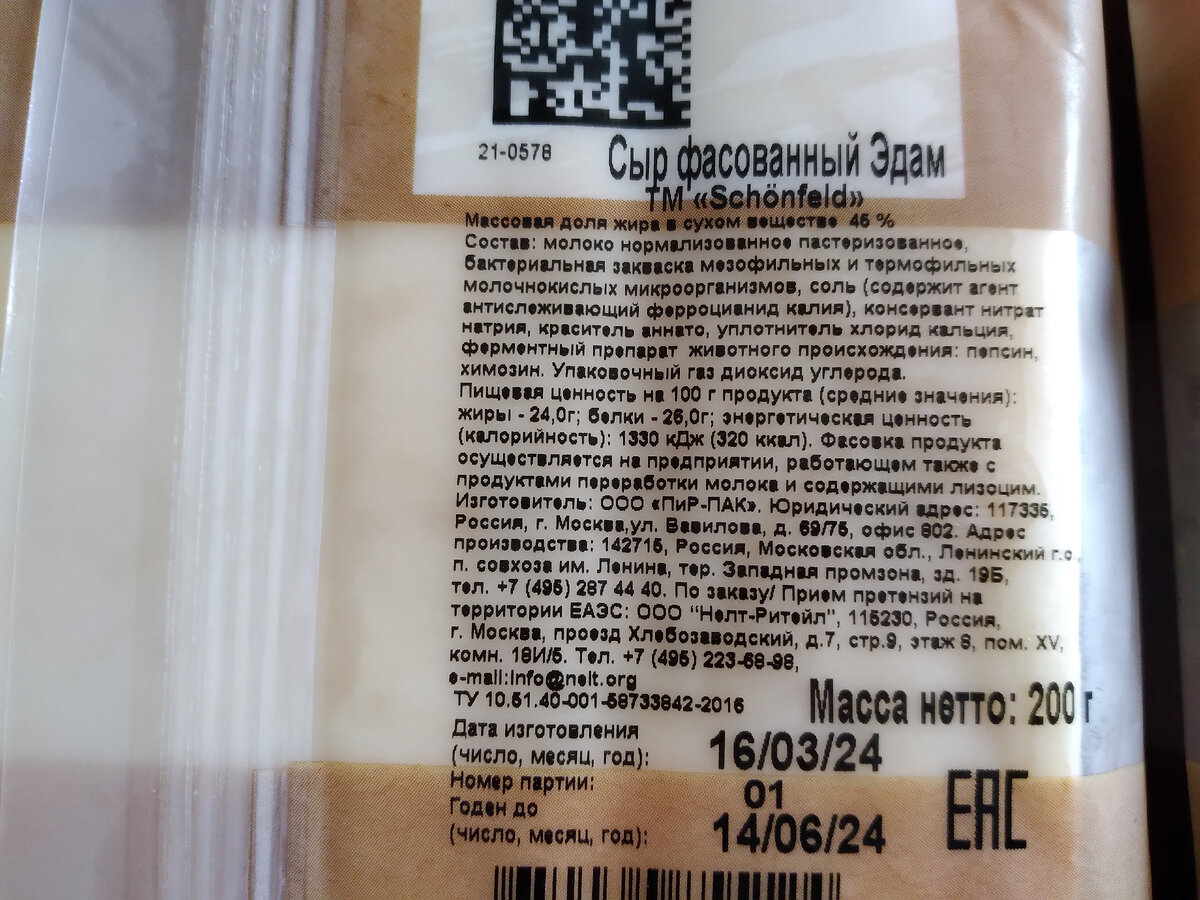 21-0578
Сыр фасованный Эдам
ТМ «Schönfeld»
Массовая доля жира в сухом веществе 45 %
Состав: молоко нормализованное пастеризованное,
бактериальная закваска мезофильных и термофильных
молочнокислых микроорганизмов, соль (содержит агент
антислеживающий ферроцианид калия), консервант нитрат
натрия, краситель аннато, уплотнитель хлорид кальция,
ферментный препарат животного происхождения: пепсин,
химозин. Упаковочный газ диоксид углерода.
Пищевая ценность на 100 г продукта (средние значения):
жиры - 24,0г; белки - 26,0г; энергетическая ценность
(калорийность): 1330 кДж (320 ккал). Фасовка продукта
осуществляется на предприятии, работающем также с
продуктами переработки молока и содержащими лизоцим.
Изготовитель: ООО «ПиР-ПАК». Юридический адрес: 117335,
Россия, г. Москва,ул. Вавилова, д. 69/75, офис 802. Адрес
производства: 142715, Россия, Московская обл., Ленинский г.о.,
п. совхоза им. Ленина, тер. Западная промзона, зд. 19Б,
тел. +7 (495) 287 44 40. По заказу/ Прием претензий на
территории ЕАЭС: ООО "Нелт-Ритейл", 115230, Россия,
г. Москва, проезд Хлебозаводский, д.7, стр.9, этаж 8, пом. XV,
комн. 18И/5. Тел. +7 (495) 223-68-98,
e-mail:info@nelt.org
ТУ 10.51.40-001-58733842-2016
Масса нетто: 200 г
Дата изготовления
(число, месяц, год): 16/03/24
Номер партии: 01
Годен до
(число, месяц, год): 14/06/24
EAC